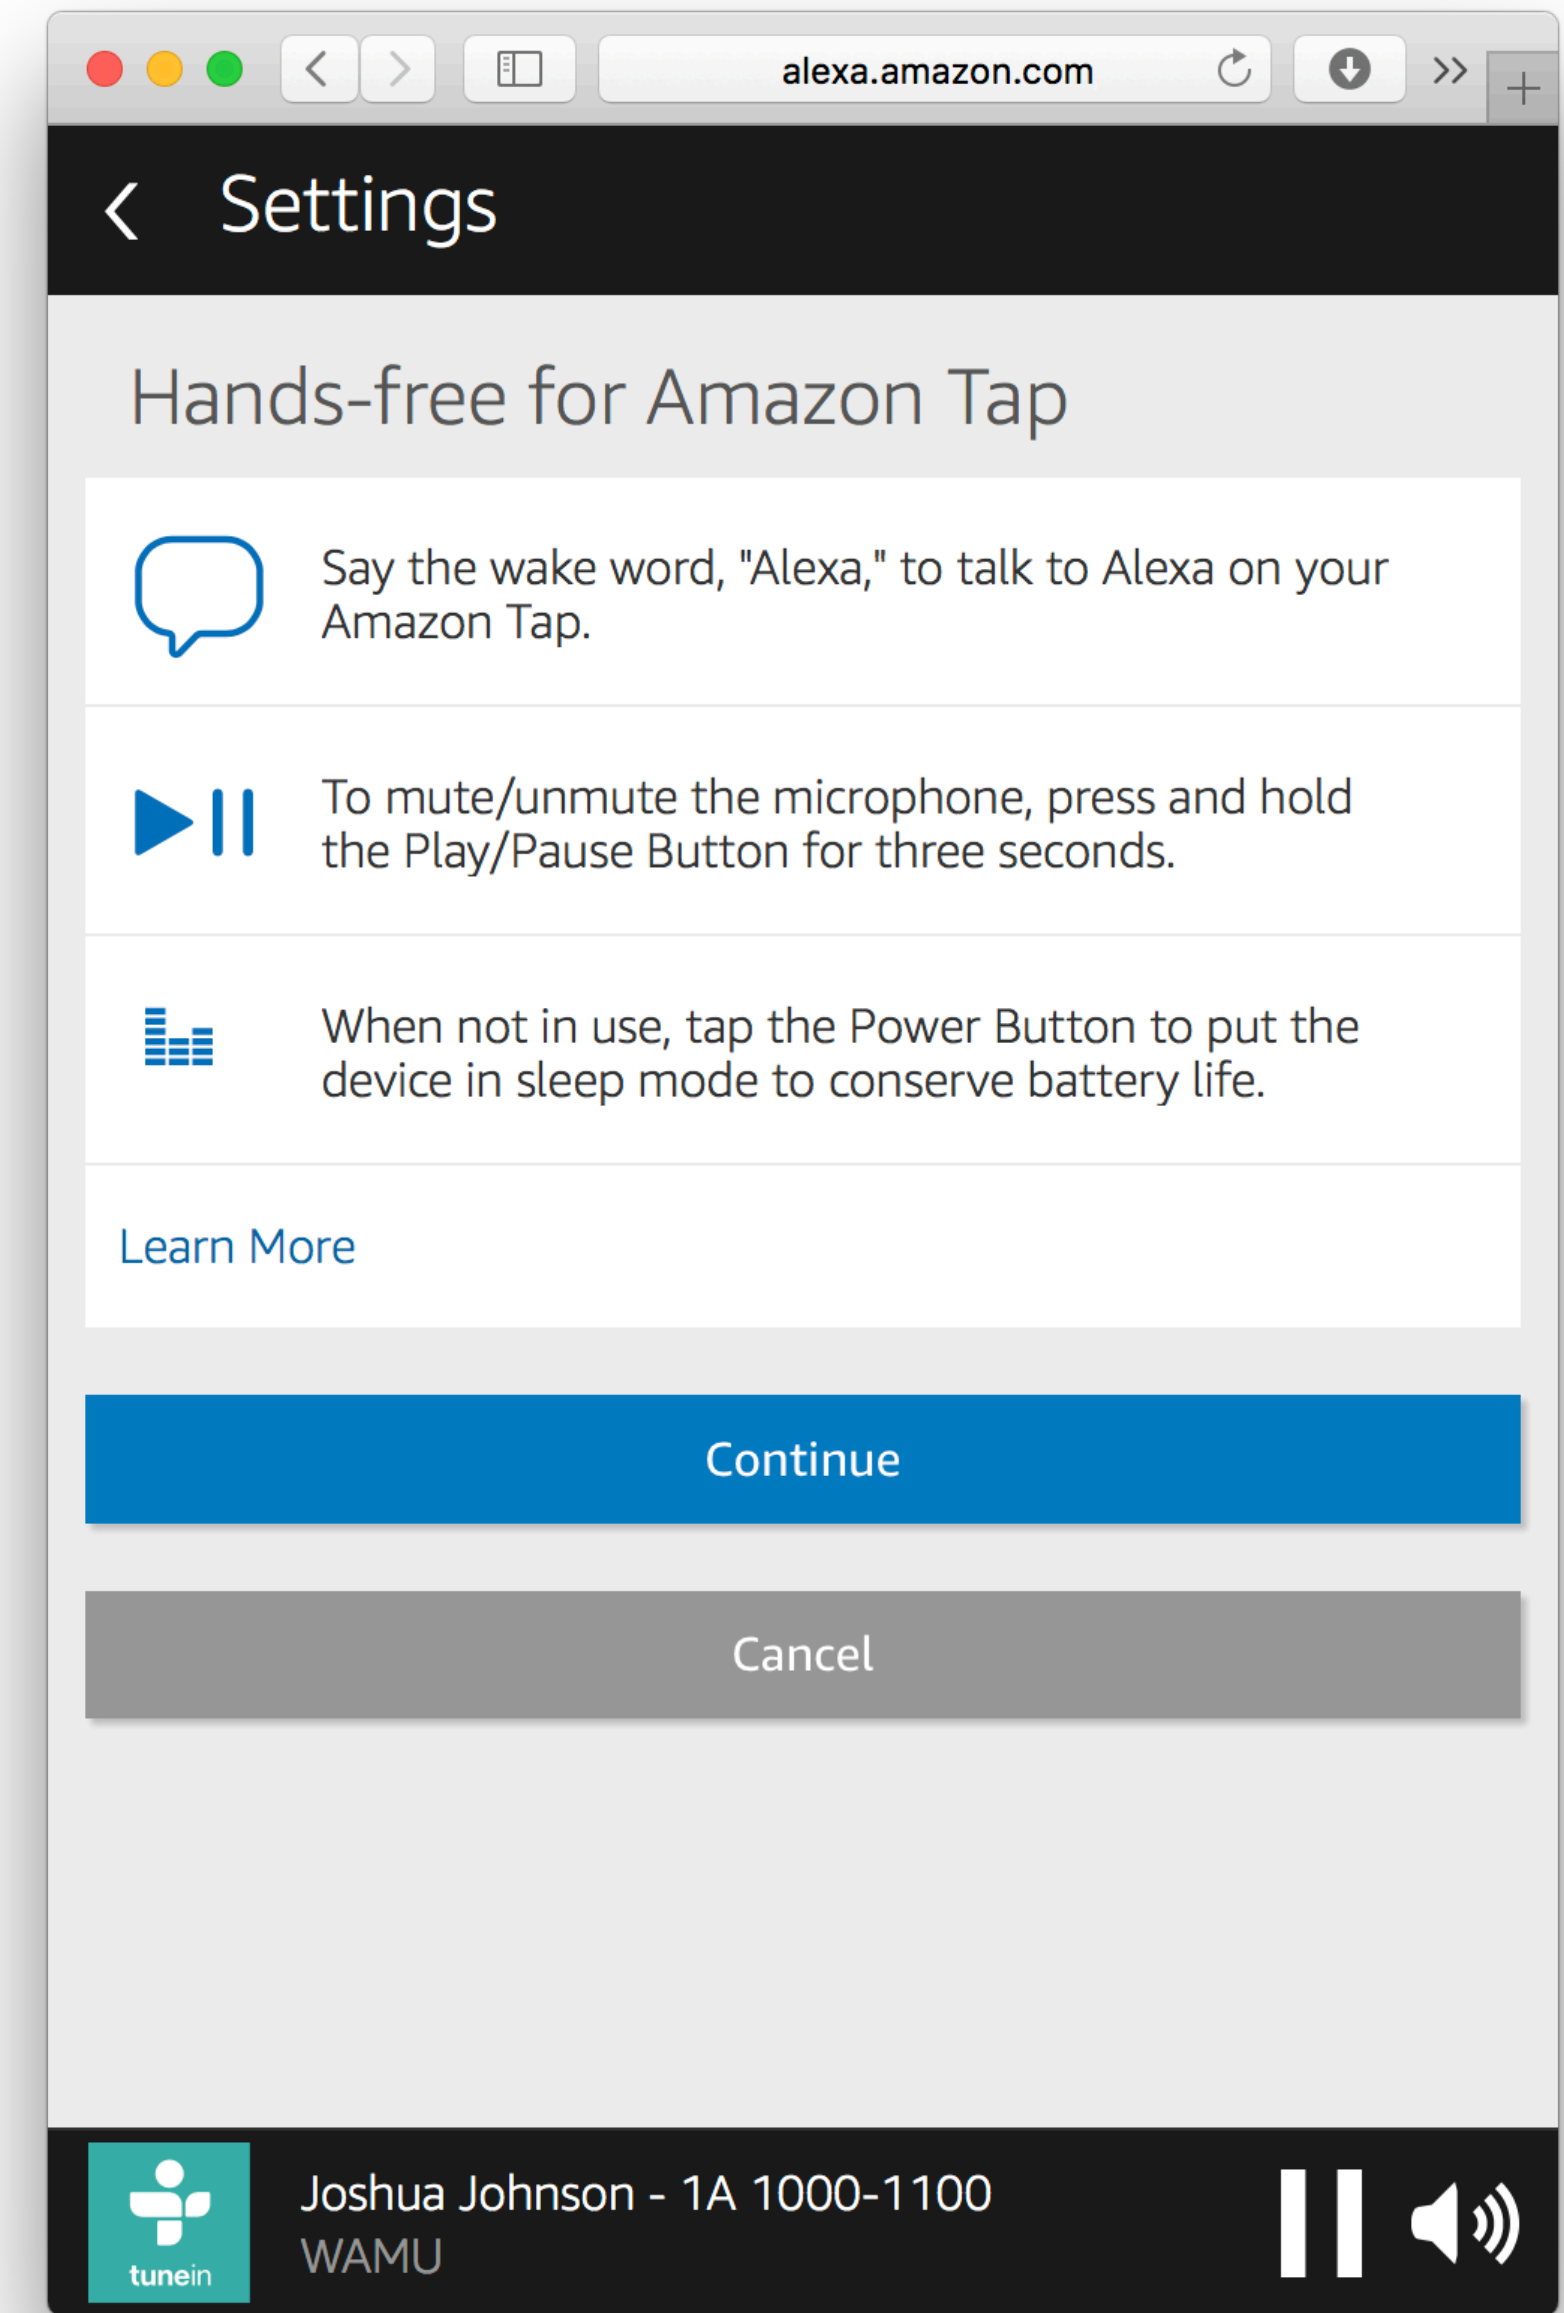 alexa.amazon.com
Settings
Hands-free for Amazon Tap
Say the wake word, "Alexa," to talk to Alexa on your
Amazon Tap.
To mute/unmute the microphone, press and hold
the Play/Pause Button for three seconds.
When not in use, tap the Power Button to put the
device in sleep mode to conserve battery life.
Learn More
Continue
Cancel
Joshua Johnson - 1A 1000-1100
WAMU
tunein